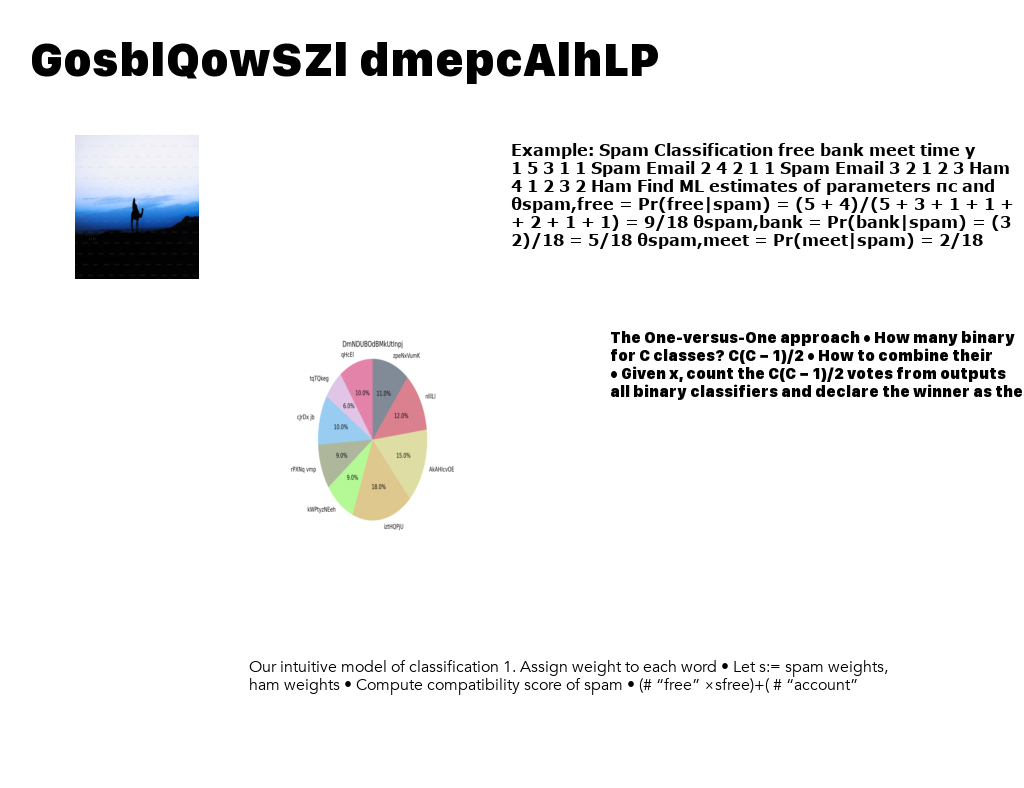 GosblQowSZl dmepcAlhLP
Example: Spam Classification free bank meet time y
1 5 3 1 1 Spam Email 2 4 2 1 1 Spam Email 3 2 1 2 3 Ham
4 1 2 3 2 Ham Find ML estimates of parameters πc and
θspam,free = Pr(free|spam) = (5 + 4)/(5 + 3 + 1 + 1 +
+ 2 + 1 + 1) = 9/18 θspam,bank = Pr(bank|spam) = (3
2)/18 = 5/18 θspam,meet = Pr(meet|spam) = 2/18
The One-versus-One approach • How many binary
for C classes? C(C − 1)/2 • How to combine their
• Given x, count the C(C − 1)/2 votes from outputs
all binary classifiers and declare the winner as the
qHcEl
tqTQkeg
10.0%
11.0%
6.0%
12.0%
cJrDx jb
10.0%
9.0%
15.0%
rPXNq vmp
9.0%
18.0%
kWPtyzNEeh
Our intuitive model of classification 1. Assign weight to each word • Let s:= spam weights,
ham weights • Compute compatibility score of spam • (# “free” ×sfree)+( # “account”